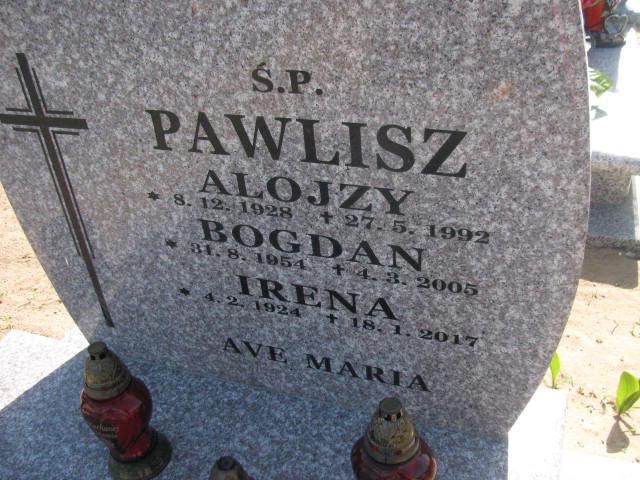 Ś.P.
PAWLISZ
ALOJZY
* 8. 12. 1928 ✝ 27. 5. 1992
BOGDAN
* 31. 8. 1954 ✝ 4. 3. 2005
IRENA
* 4. 2. 1924 ✝ 18. 1. 2017
AVE MARIA